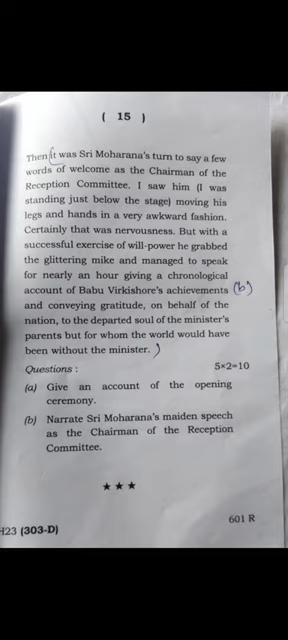 ( 15 )
Then it was Sri Moharana's turn to say a few
words of welcome as the Chairman of the
Reception Committee. I saw him (I was
standing just below the stage) moving his
legs and hands in a very awkward fashion.
Certainly that was nervousness. But with a
successful exercise of will-power he grabbed
the glittering mike and managed to speak
for nearly an hour giving a chronological
account of Babu Virkishore's achievements (b)
and conveying gratitude, on behalf of the
nation, to the departed soul of the minister's
parents but for whom the world would have
been without the minister. )
Questions : 5×2=10
(a) Give an account of the opening
ceremony.
(b) Narrate Sri Moharana's maiden speech
as the Chairman of the Reception
Committee.
★★★
H23 (303-D) 601 R